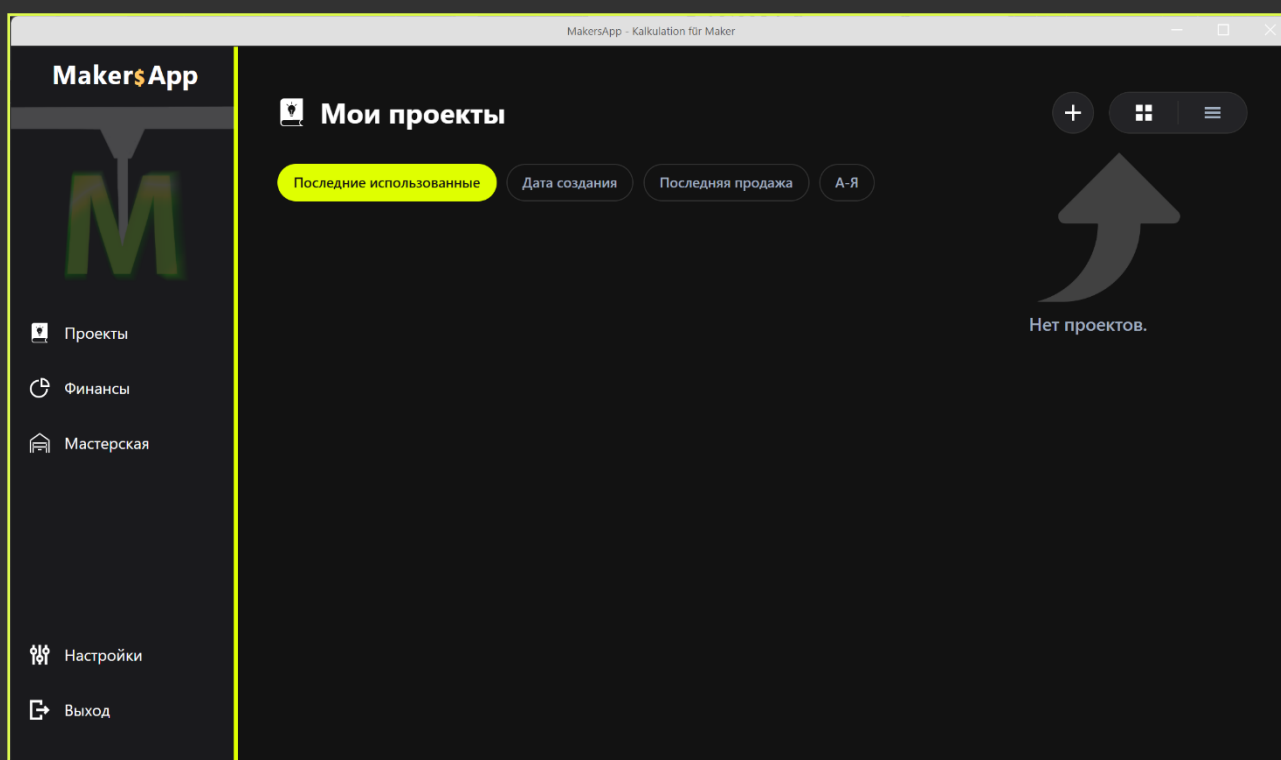 MakersApp - Kalkulation für Maker
Maker$App
M
Мои проекты
Последние использованные
Дата создания
Последняя продажа
А-Я
Нет проектов.
Проекты
Финансы
Мастерская
Настройки
Выход